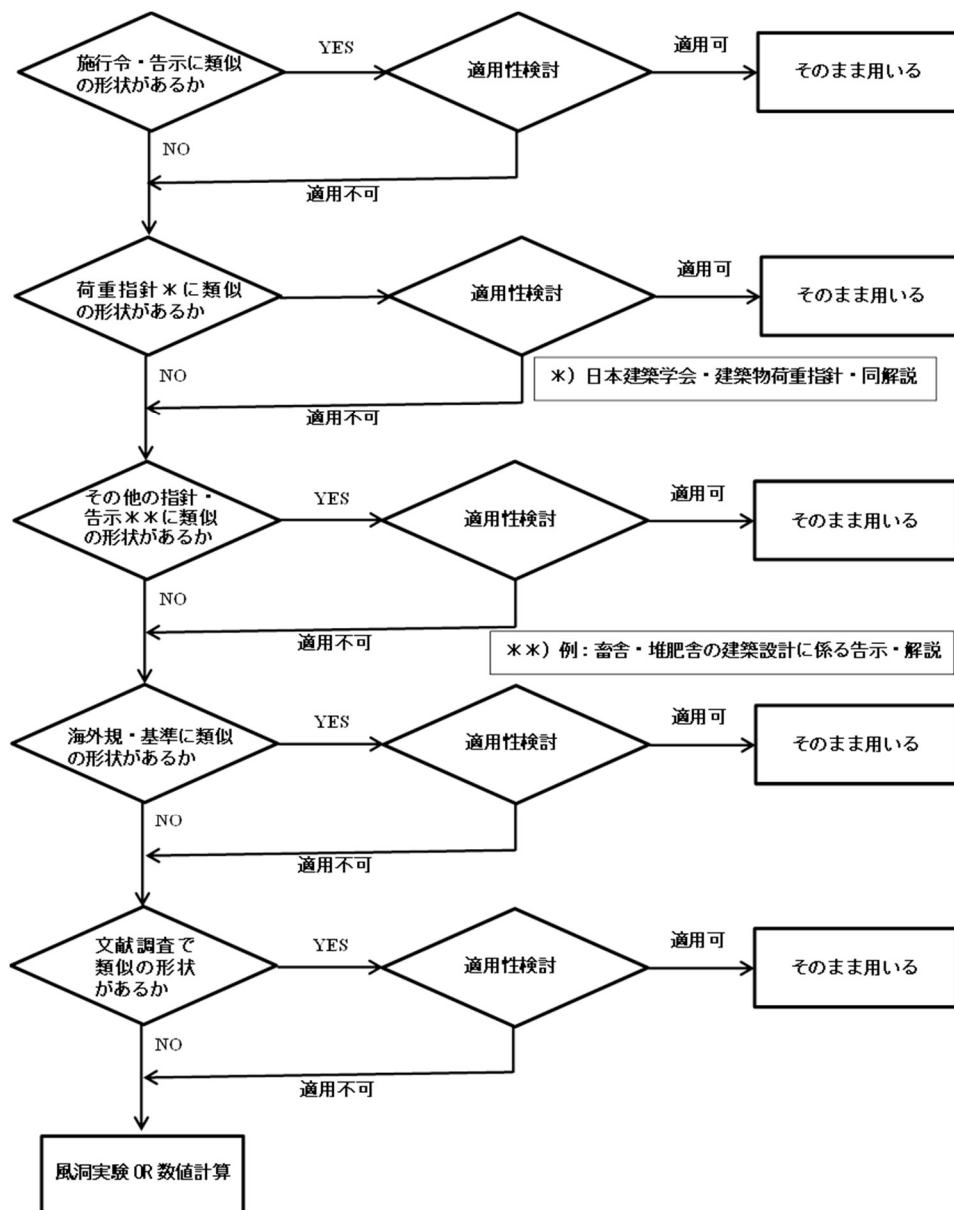 施行令・告示に類似
の形状があるか
YES
適用性検討
適用可
そのまま用いる
NO
適用不可
荷重指針＊に類似
の形状があるか
適用性検討
適用可
そのまま用いる
NO
＊）日本建築学会・建築物荷重指針・同解説
適用不可
その他の指針・
告示＊＊に類似
の形状があるか
YES
適用性検討
適用可
そのまま用いる
NO
適用不可
＊＊）例：畜舎・堆肥舎の建築設計に係る告示・解説
海外規・基準に類似
の形状があるか
YES
適用性検討
適用可
そのまま用いる
NO
適用不可
文献調査で
類似の形状
があるか
YES
適用性検討
適用可
そのまま用いる
NO
適用不可
風洞実験 OR 数値計算